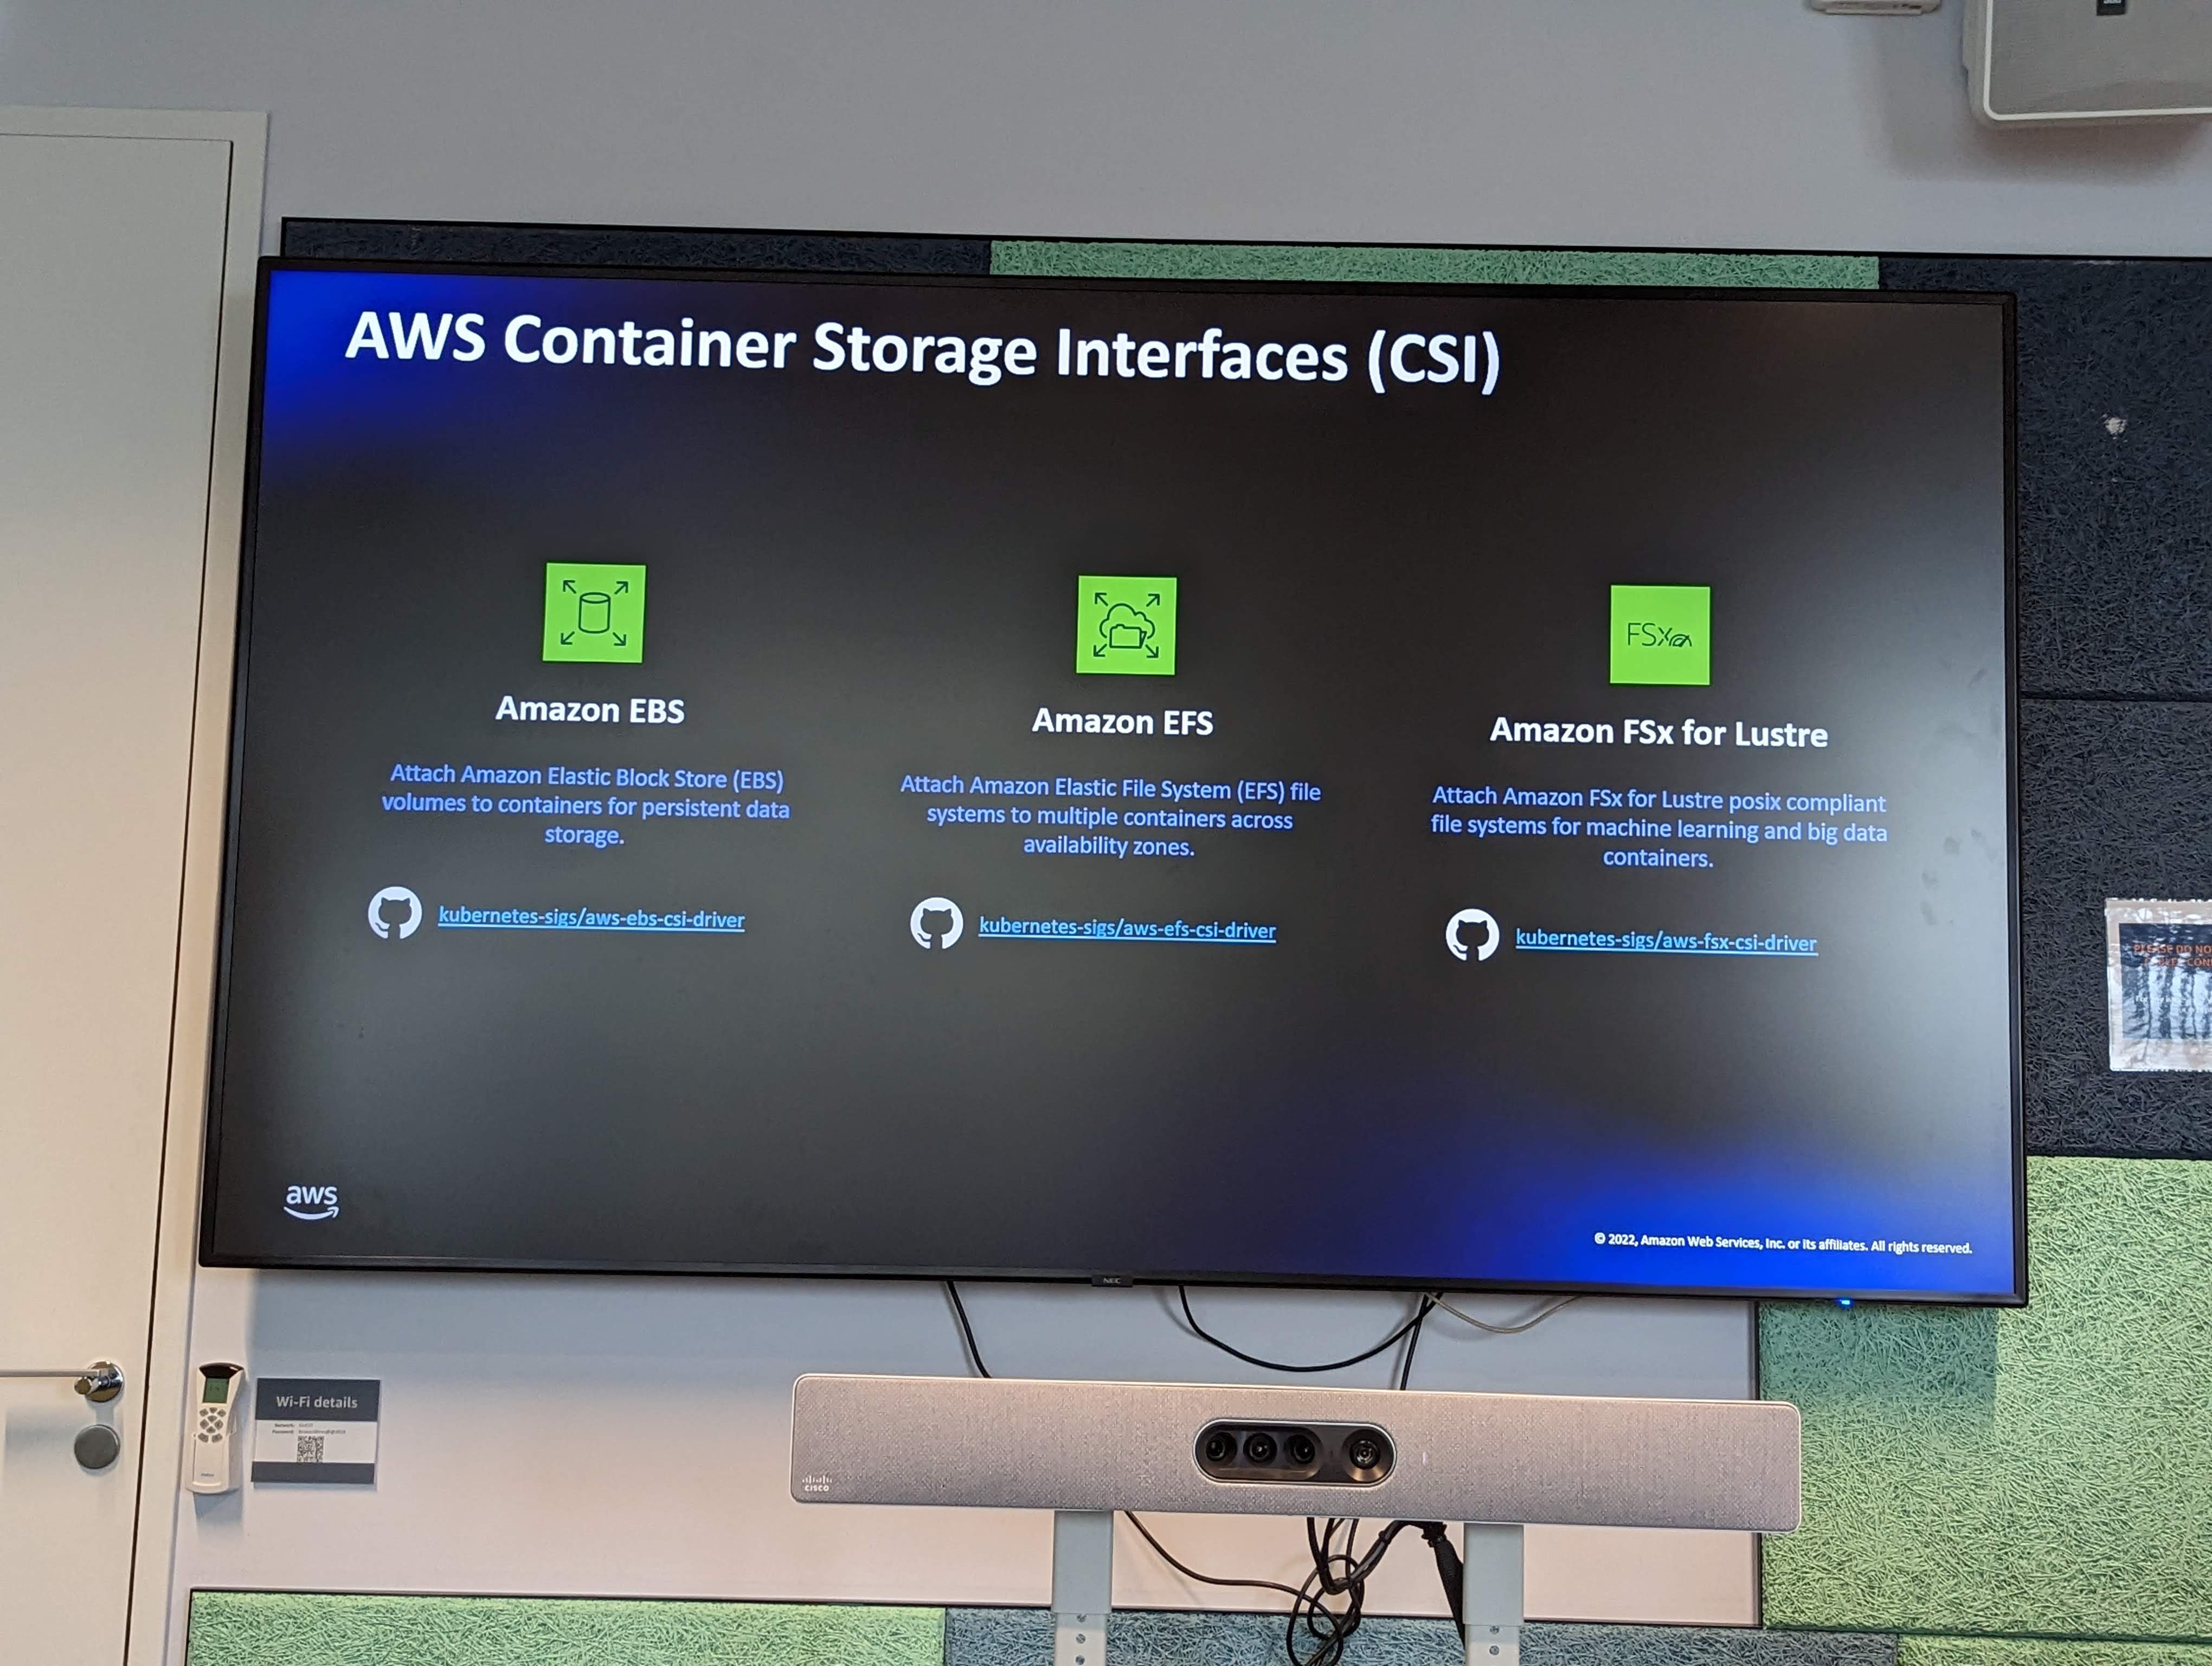 AWS Container Storage Interfaces (CSI)
Amazon EBS
Attach Amazon Elastic Block Store (EBS)
volumes to containers for persistent data
storage.
kubernetes-sigs/aws-ebs-csi-driver
Amazon EFS
Attach Amazon Elastic File System (EFS) file
systems to multiple containers across
availability zones.
kubernetes-sigs/aws-efs-csi-driver
FSx
Amazon FSx for Lustre
Attach Amazon FSx for Lustre posix compliant
file systems for machine learning and big data
containers.
kubernetes-sigs/aws-fsx-csi-driver
aws
© 2022, Amazon Web Services, Inc. or its affiliates. All rights reserved.
NEC
PLEASE DO NO
Wi-Fi details
Network:
Password:
CISCO